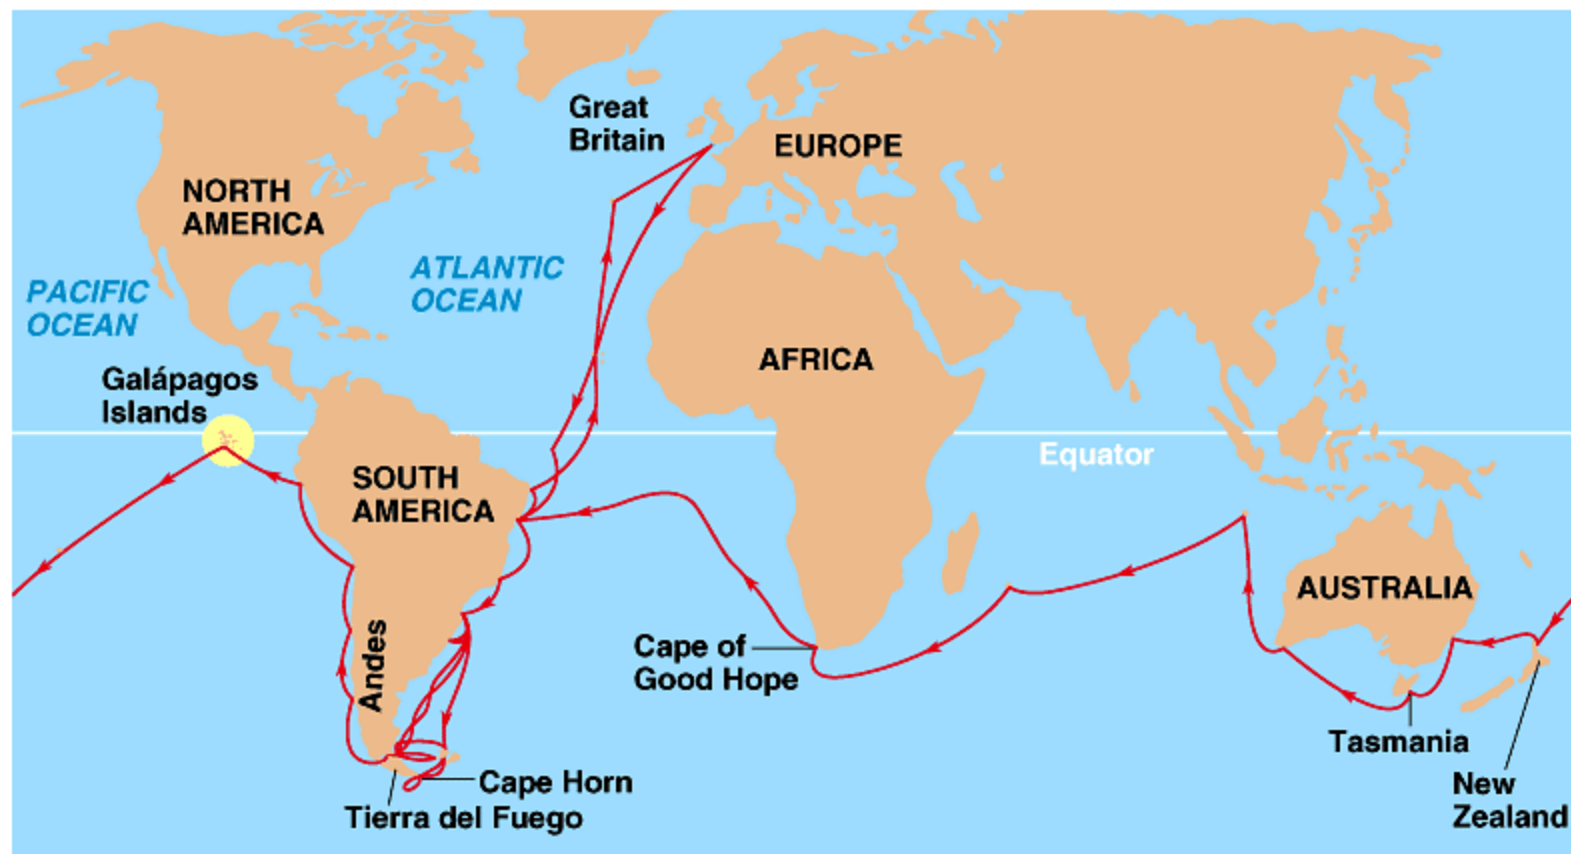 Great
Britain
EUROPE
NORTH
AMERICA
ATLANTIC
OCEAN
PACIFIC
OCEAN
AFRICA
Galápagos
Islands
Equator
SOUTH
AMERICA
AUSTRALIA
Andes
Cape of
Good Hope
Tasmania
Cape Horn
New
Zealand
Tierra del Fuego